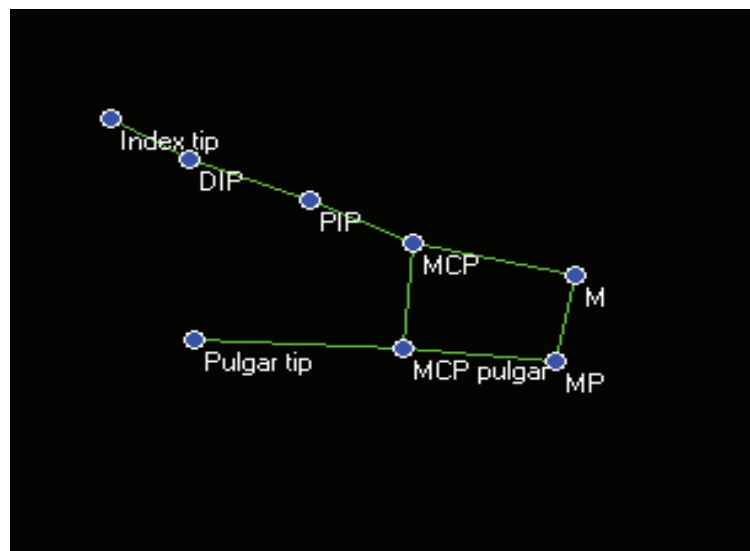 Index tip
DIP
PIP
MCP
M
Pulgar tip
MCP pulgar
MP